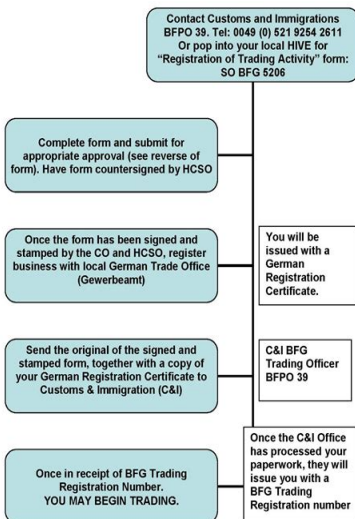 Contact Customs and Immigrations
BFPO 39. Tel: 0049 (0) 521 9254 2611
Or pop into your local HIVE for
“Registration of Trading Activity” form:
SO BFG 5206
Complete form and submit for
appropriate approval (see reverse of
form). Have form countersigned by HCSO
Once the form has been signed and
stamped by the CO and HCSO, register
business with local German Trade Office
(Gewerbeamt)
You will be
issued with a
German
Registration
Certificate.
Send the original of the signed and
stamped form, together with a copy of
your German Registration Certificate to
Customs & Immigration (C&I)
C&I BFG
Trading Officer
BFPO 39
Once in receipt of BFG Trading
Registration Number.
YOU MAY BEGIN TRADING.
Once the C&I Office
has processed your
paperwork, they will
issue you with a
BFG Trading
Registration number